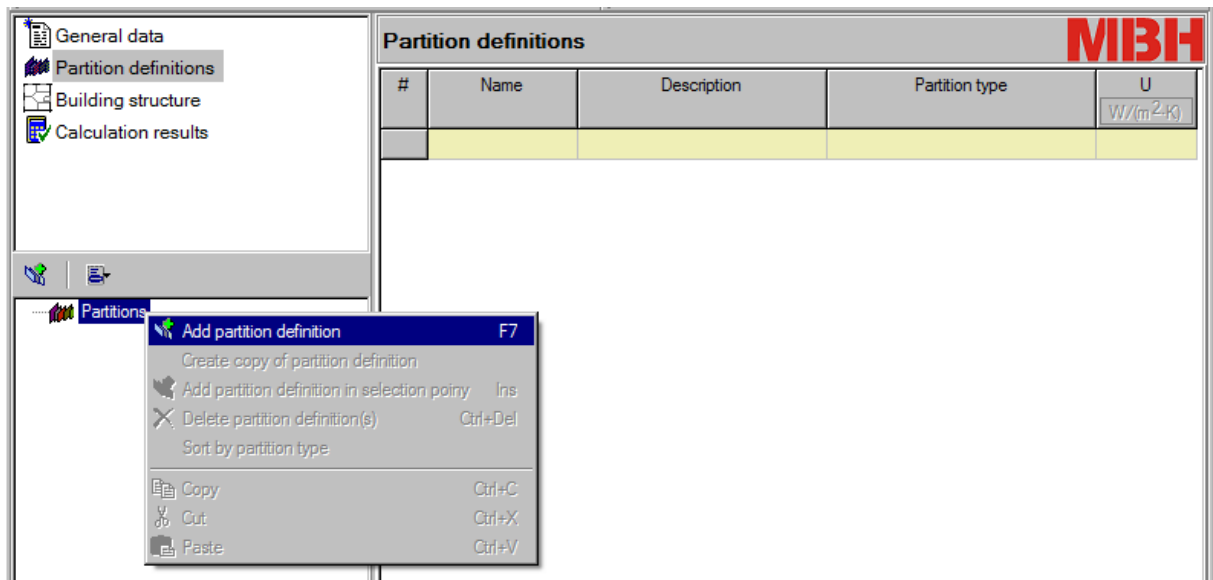 General data
Partition definitions
Building structure
Calculation results
Partitions
Add partition definition F7
Create copy of partition definition
Add partition definition in selection poiny Ins
Delete partition definition(s) Ctrl+Del
Sort by partition type
Copy Ctrl+C
Cut Ctrl+X
Paste Ctrl+V
Partition definitions MBH
# Name Description Partition type U
W/(m2·K)